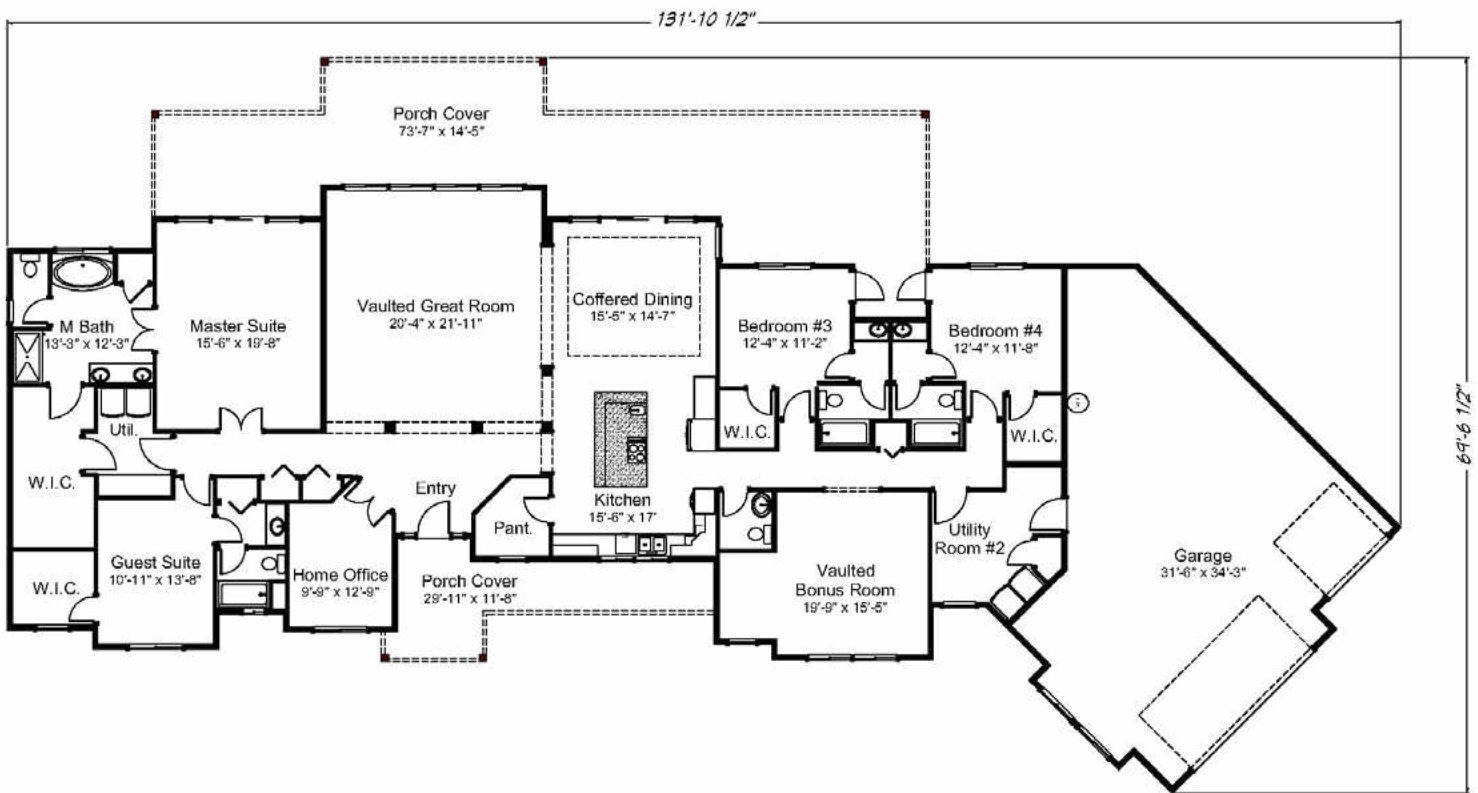 131'-10 1/2"
Porch Cover
73'-7" x 14'-5"
Vaulted Great Room
20'-4" x 21'-11"
Coffered Dining
15'-5" x 14'-7"
M Bath
13'-3" x 12'-3"
Master Suite
15'-6" x 19'-8"
Bedroom #3
12'-4" x 11'-2"
Bedroom #4
12'-4" x 11'-8"
69'-6 1/2"
Util.
W.I.C.
W.I.C.
W.I.C.
Entry
Kitchen
15'-6" x 17'
Pant.
Utility
Room #2
Guest Suite
10'-11" x 13'-8"
W.I.C.
Home Office
9'-9" x 12'-9"
Porch Cover
29'-11" x 11'-8"
Vaulted
Bonus Room
19'-9" x 15'-5"
Garage
31'-6" x 34'-3"